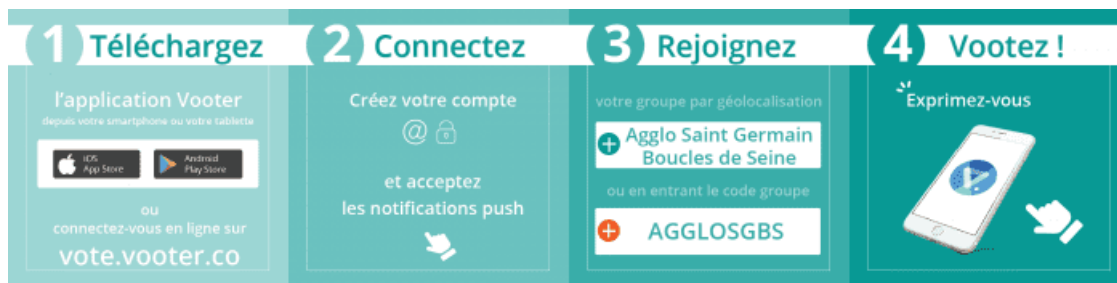 1 Téléchargez
l'application Vooter
depuis votre smartphone ou votre tablette
iOS
App Store
Android
Play Store
ou
connectez-vous en ligne sur
vote.vooter.co
2 Connectez
Créez votre compte
@
et acceptez
les notifications push
3 Rejoignez
votre groupe par géolocalisation
Agglo Saint Germain
Boucles de Seine
ou en entrant le code groupe
AGGLOSGBS
4 Vootez !
Exprimez-vous